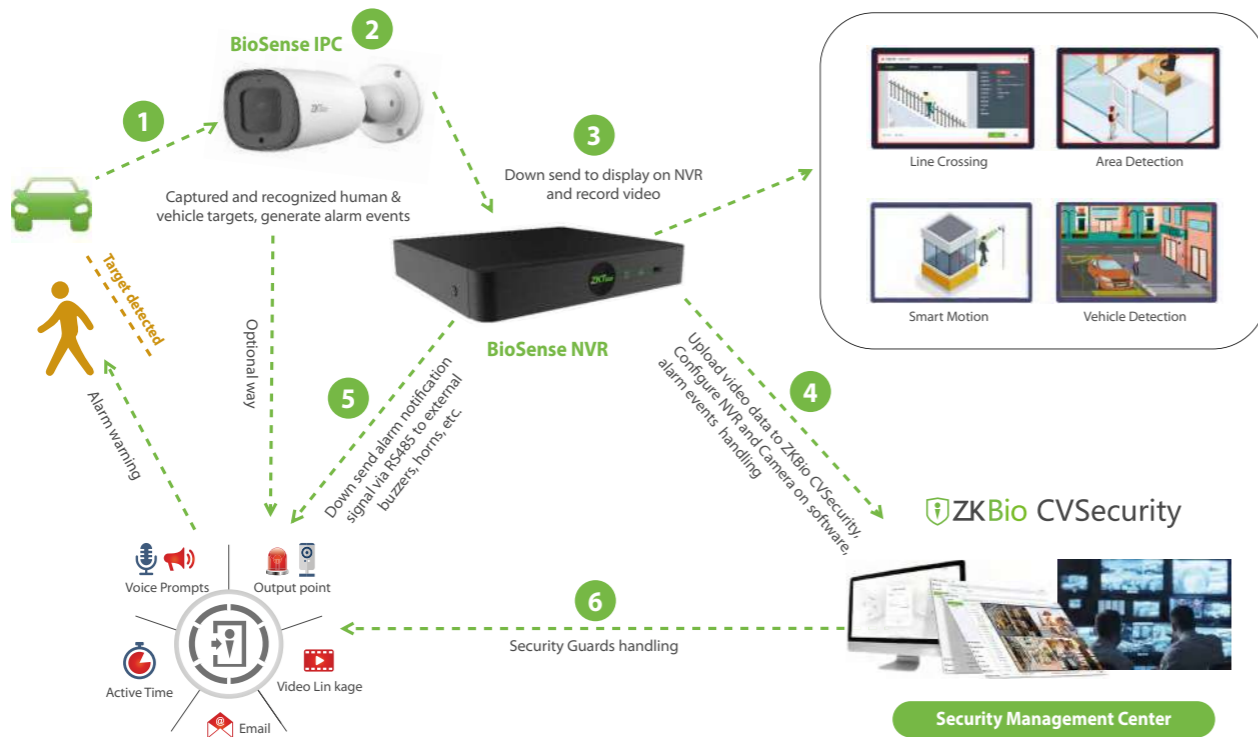 BioSense IPC
2
1
3
Down send to display on NVR
and record video
Line Crossing
Area Detection
Captured and recognized human &
vehicle targets, generate alarm events
ZKTeco
Target detected
Smart Motion
Vehicle Detection
BioSense NVR
Optional way
5
Down send alarm notification
signal via RS485 to external
buzzers, horns, etc.
4
Upload video data to ZKBio CVSecurity,
Configure NVR and Camera on software,
alarm events handling
Alarm warning
ZKBio CVSecurity
Voice Prompts
Output point
6
Security Guards handling
Active Time
Video Lin kage
@
Email
Security Management Center